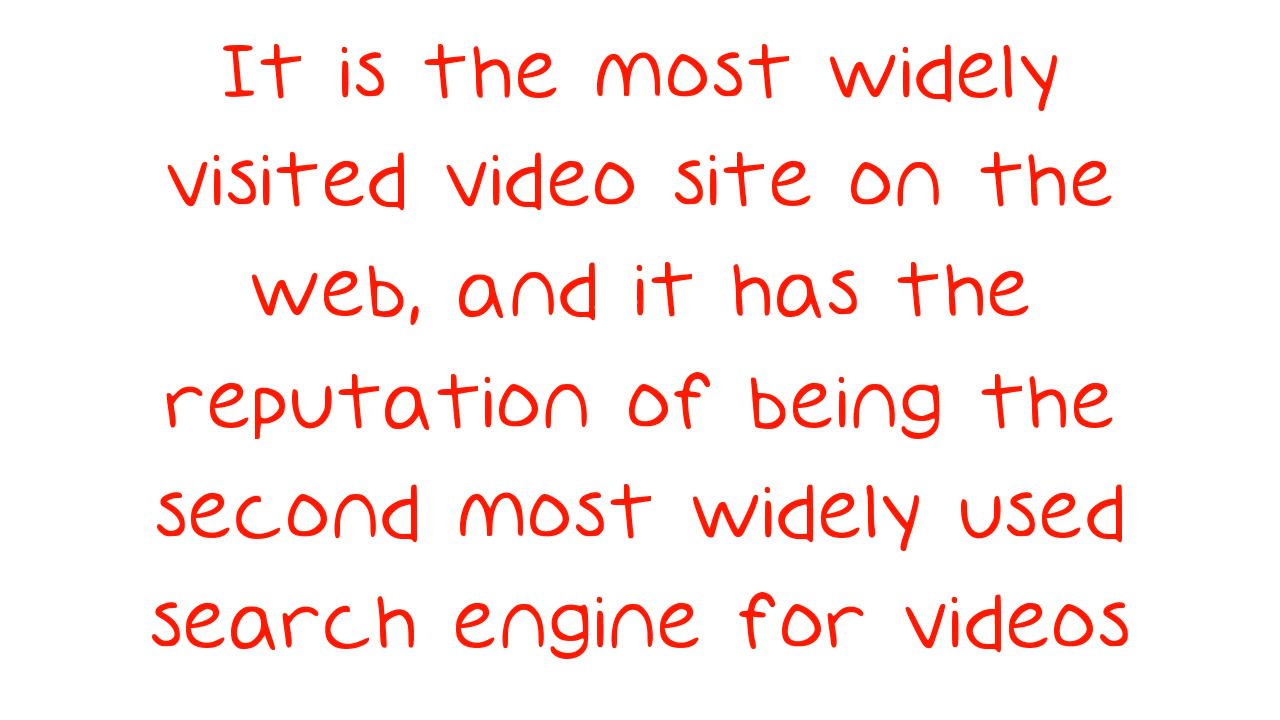 It is the most widely
visited video site on the
web, and it has the
reputation of being the
second most widely used
search engine for videos